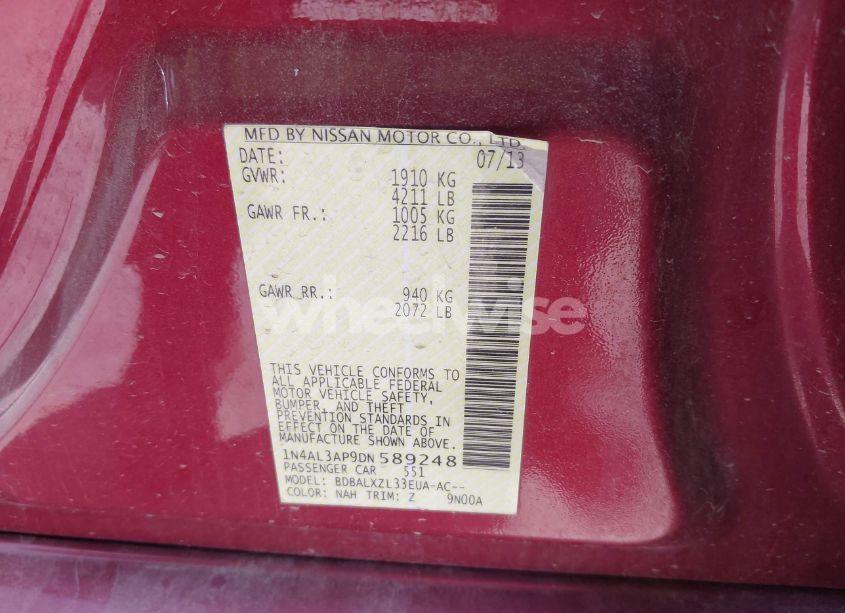 MFD BY NISSAN MOTOR CO., LTD.
DATE: 07/13
GVWR: 1910 KG
4211 LB
GAWR FR.: 1005 KG
2216 LB
GAWR RR.: 940 KG
2072 LB
wheelwise
THIS VEHICLE CONFORMS TO
ALL APPLICABLE FEDERAL
MOTOR VEHICLE SAFETY,
BUMPER, AND THEFT
PREVENTION STANDARDS IN
EFFECT ON THE DATE OF
MANUFACTURE SHOWN ABOVE.
1N4AL3AP9DN 589248
PASSENGER CAR 551
MODEL: BDBALXZL33EUA-AC--
COLOR: NAH TRIM: Z 9N00A